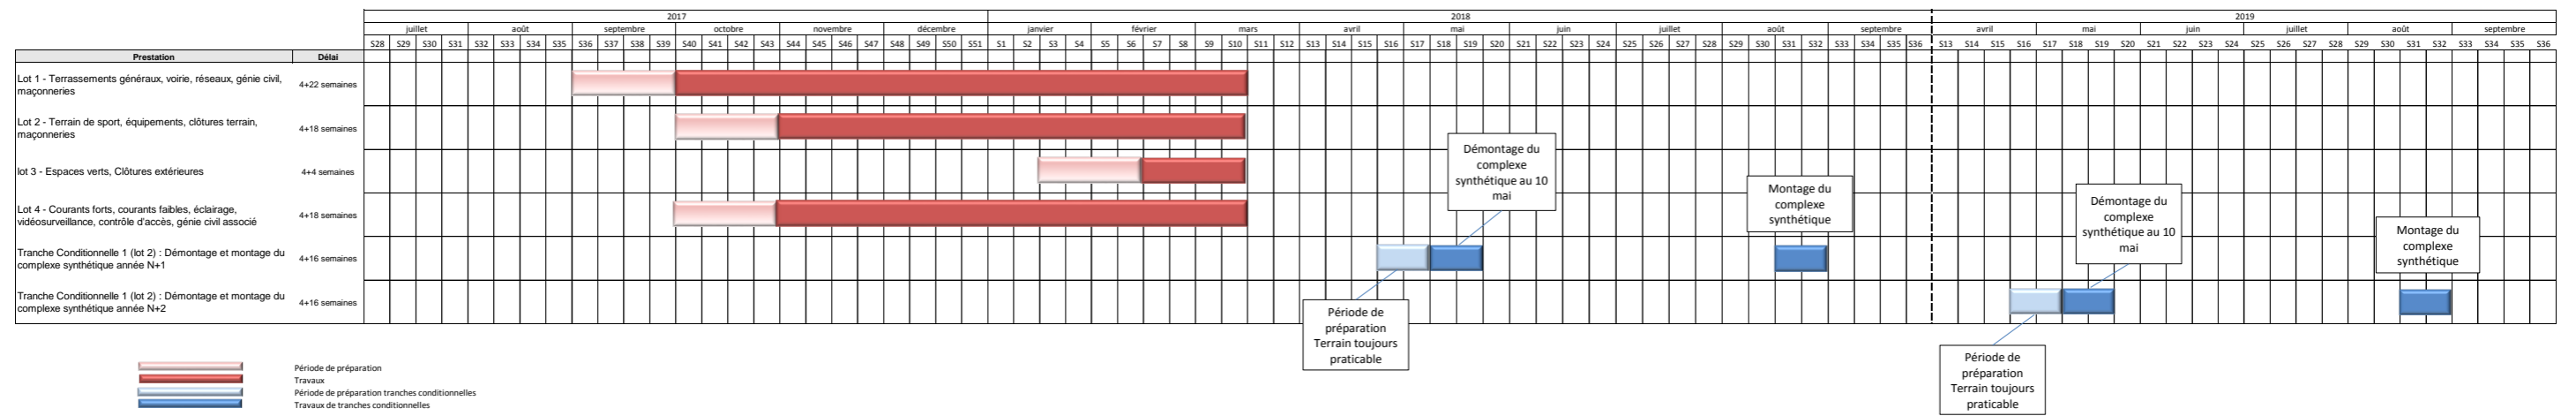 2017 2018 2019
juillet août septembre octobre novembre décembre janvier février mars avril mai juin juillet août septembre avril mai juin juillet août septembre
S28 S29 S30 S31 S32 S33 S34 S35 S36 S37 S38 S39 S40 S41 S42 S43 S44 S45 S46 S47 S48 S49 S50 S51 S1 S2 S3 S4 S5 S6 S7 S8 S9 S10 S11 S12 S13 S14 S15 S16 S17 S18 S19 S20 S21 S22 S23 S24 S25 S26 S27 S28 S29 S30 S31 S32 S33 S34 S35 S36 S13 S14 S15 S16 S17 S18 S19 S20 S21 S22 S23 S24 S25 S26 S27 S28 S29 S30 S31 S32 S33 S34 S35 S36
Prestation Délai
Lot 1 - Terrassements généraux, voirie, réseaux, génie civil,
maçonneries
4+22 semaines
Lot 2 - Terrain de sport, équipements, clôtures terrain,
maçonneries
4+18 semaines
lot 3 - Espaces verts, Clôtures extérieures
4+4 semaines
Lot 4 - Courants forts, courants faibles, éclairage,
vidéosurveillance, contrôle d'accès, génie civil associé
4+18 semaines
Tranche Conditionnelle 1 (lot 2) : Démontage et montage du
complexe synthétique année N+1
4+16 semaines
Tranche Conditionnelle 1 (lot 2) : Démontage et montage du
complexe synthétique année N+2
4+16 semaines
Démontage du
complexe
synthétique au 10
mai
Montage du
complexe
synthétique
Démontage du
complexe
synthétique au 10
mai
Montage du
complexe
synthétique
Période de
préparation
Terrain toujours
praticable
Période de
préparation
Terrain toujours
praticable
Période de préparation
Travaux
Période de préparation tranches conditionnelles
Travaux de tranches conditionnelles